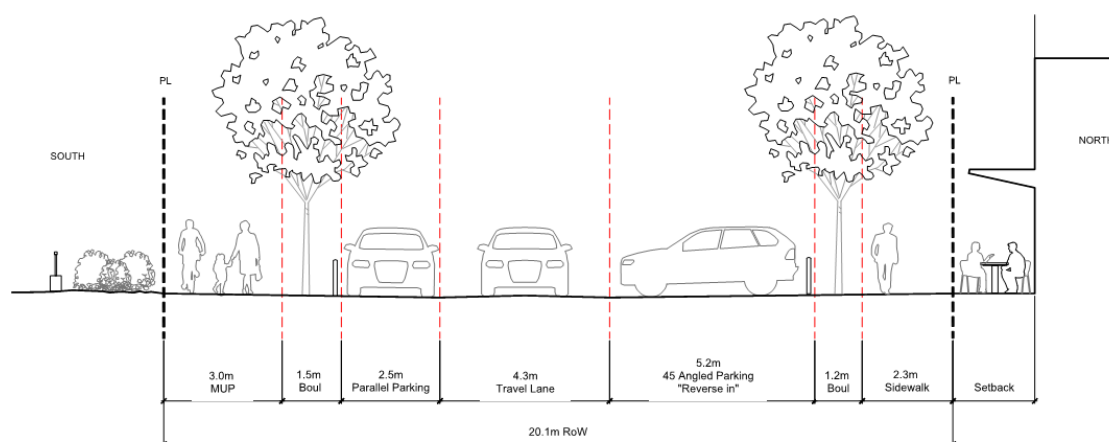 PL
PL
SOUTH
NORTH
3.0m
MUP
1.5m
Boul
2.5m
Parallel Parking
4.3m
Travel Lane
5.2m
45 Angled Parking
"Reverse in"
1.2m
Boul
2.3m
Sidewalk
Setback
20.1m RoW